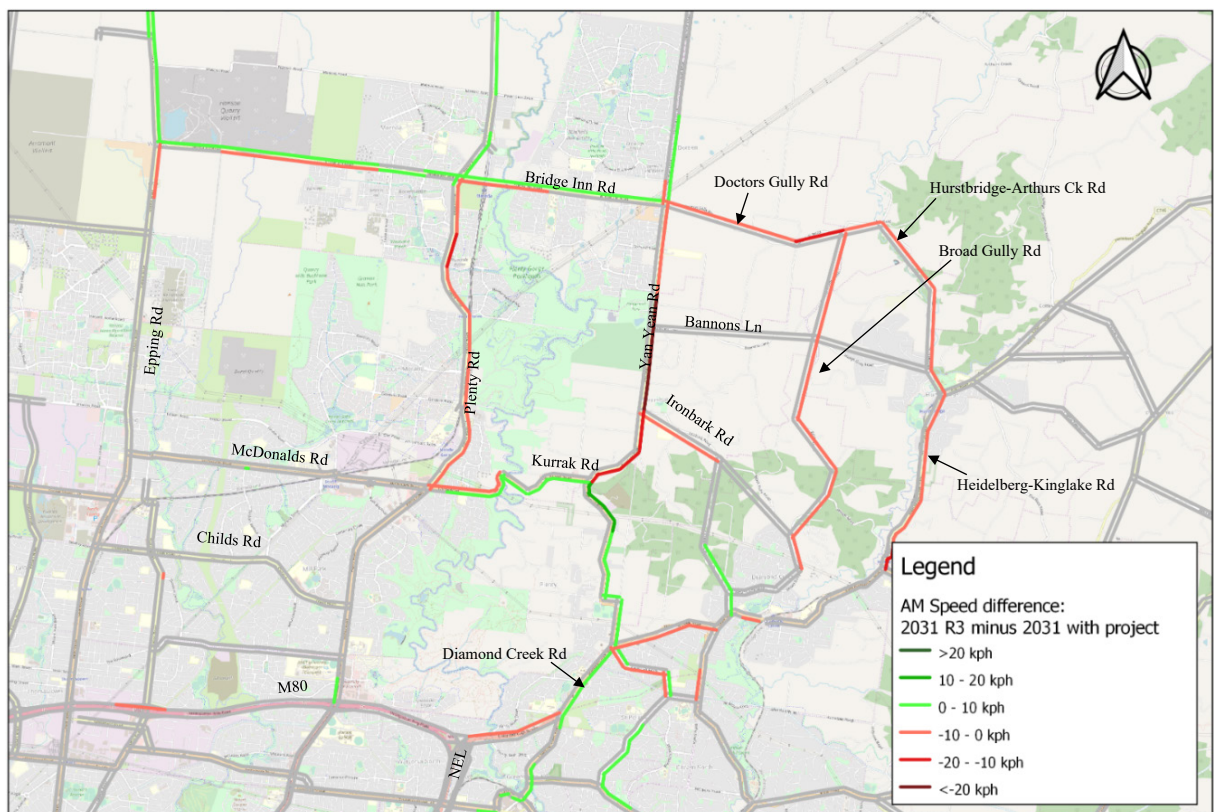 Bridge Inn Rd
Doctors Gully Rd
Hurstbridge-Arthurs Ck Rd
Broad Gully Rd
Epping Rd
Plenty Rd
Yan Yean Rd
Bannons Ln
Ironbark Rd
McDonalds Rd
Kurrak Rd
Heidelberg-Kinglake Rd
Childs Rd
Diamond Creek Rd
M80
NEL
Legend
AM Speed difference:
2031 R3 minus 2031 with project
>20 kph
10 - 20 kph
0 - 10 kph
-10 - 0 kph
-20 - -10 kph
<-20 kph